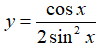 y = cos x / (2 sin² x)